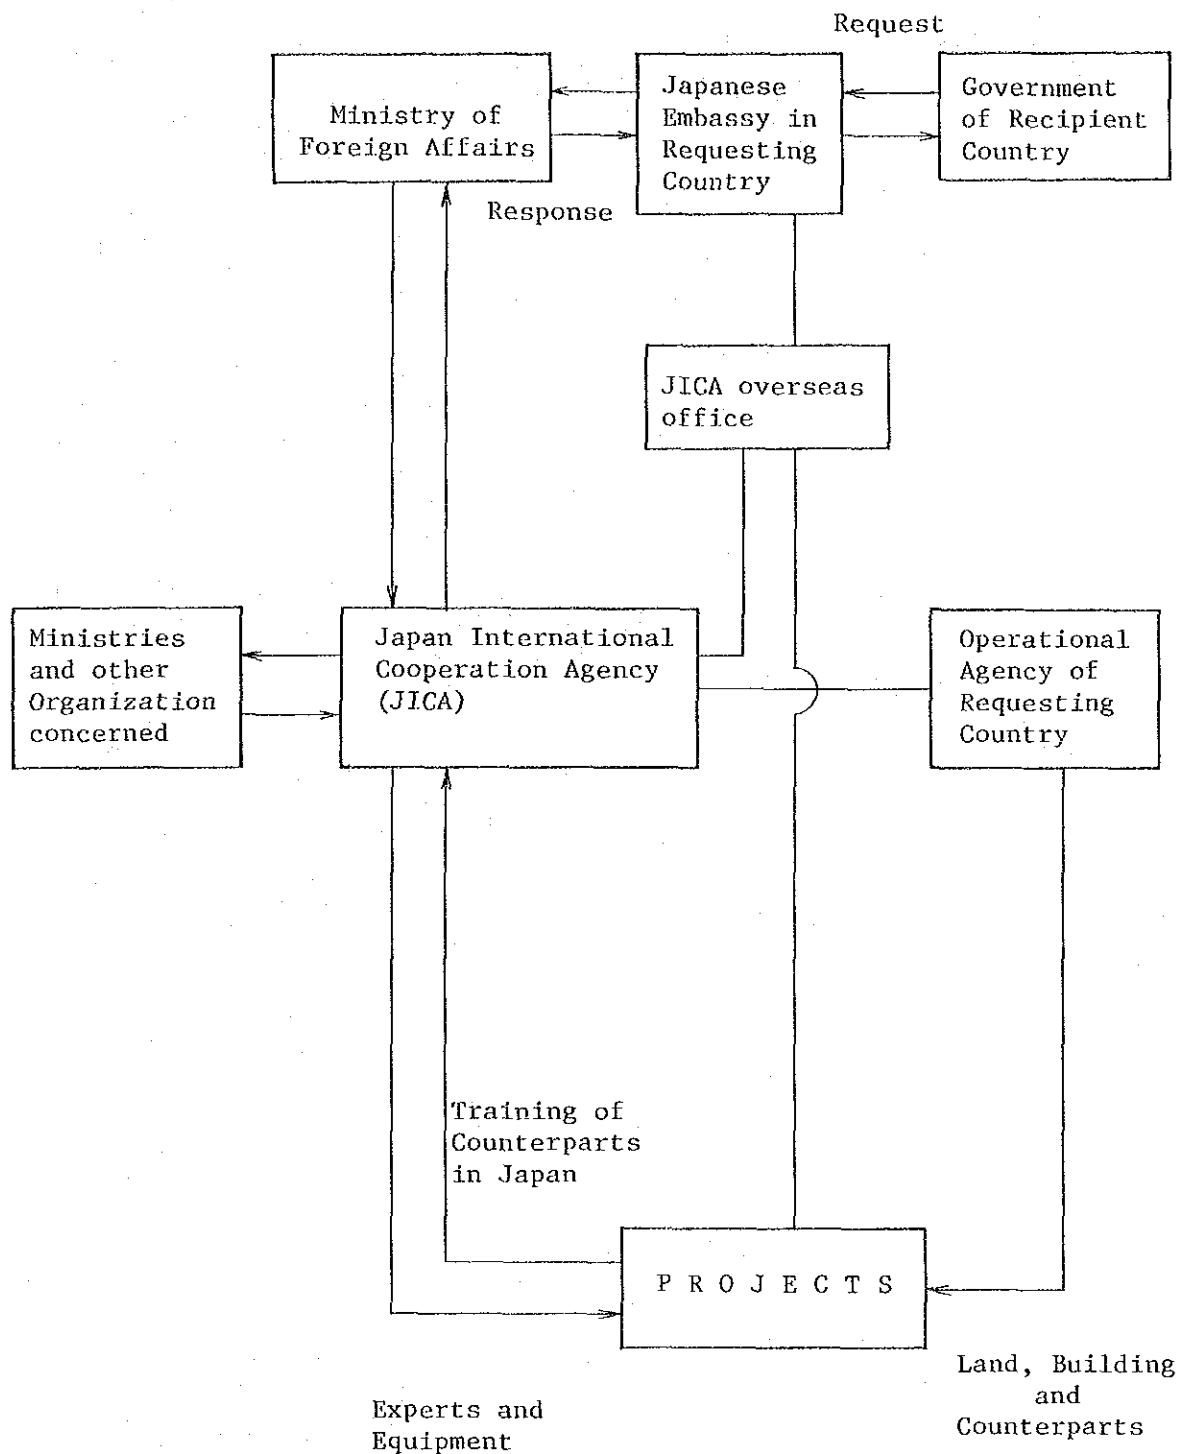 Request
Ministry of
Foreign Affairs
Japanese
Embassy in
Requesting
Country
Government
of Recipient
Country
Response
JICA overseas
office
Ministries
and other
Organization
concerned
Japan International
Cooperation Agency
(JICA)
Operational
Agency of
Requesting
Country
Training of
Counterparts
in Japan
P R O J E C T S
Experts and
Equipment
Land, Building
and
Counterparts